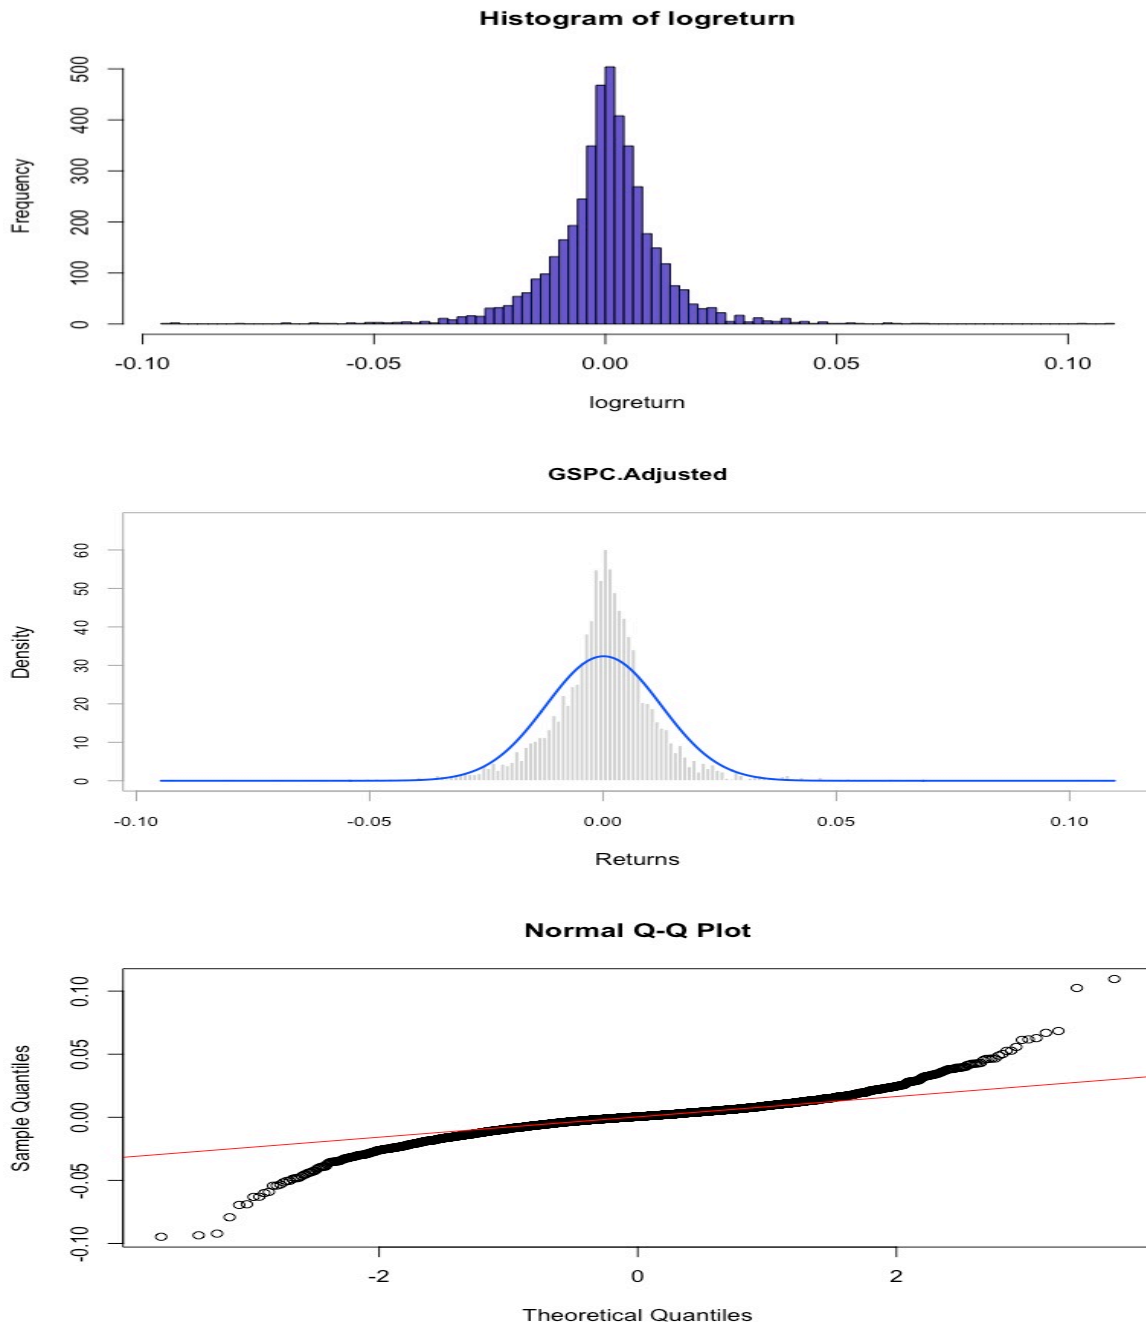 Histogram of logreturn
Frequency
500
400
300
200
100
0
-0.10 -0.05 0.00 0.05 0.10
logreturn
GSPC.Adjusted
Density
60
50
40
30
20
10
0
-0.10 -0.05 0.00 0.05 0.10
Returns
Normal Q-Q Plot
Sample Quantiles
0.10
0.05
0.00
-0.05
-0.10
-2 0 2
Theoretical Quantiles